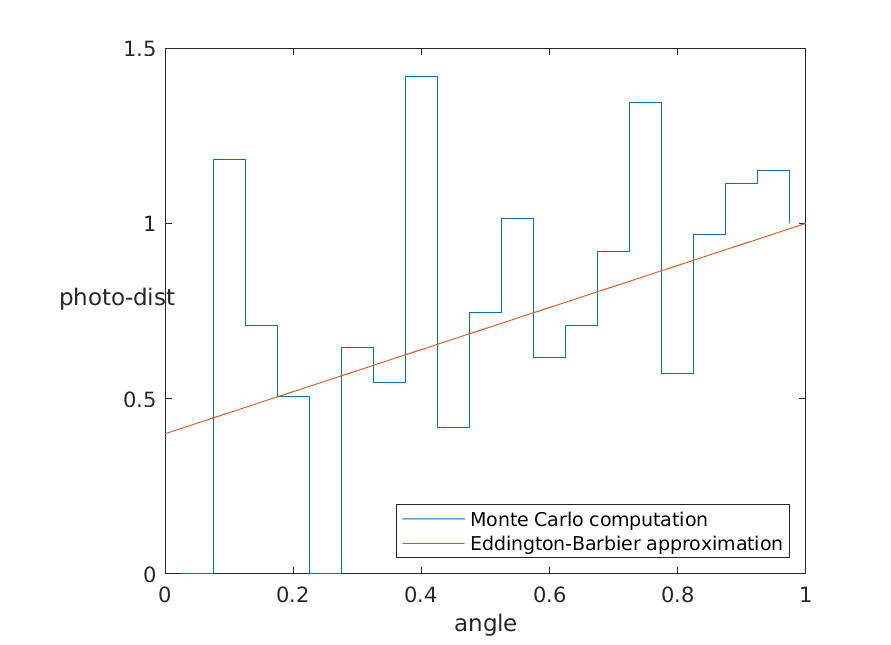 1.5
1
photo-dist
0.5
Monte Carlo computation
Eddington-Barbier approximation
0
0 0.2 0.4 0.6 0.8 1
angle